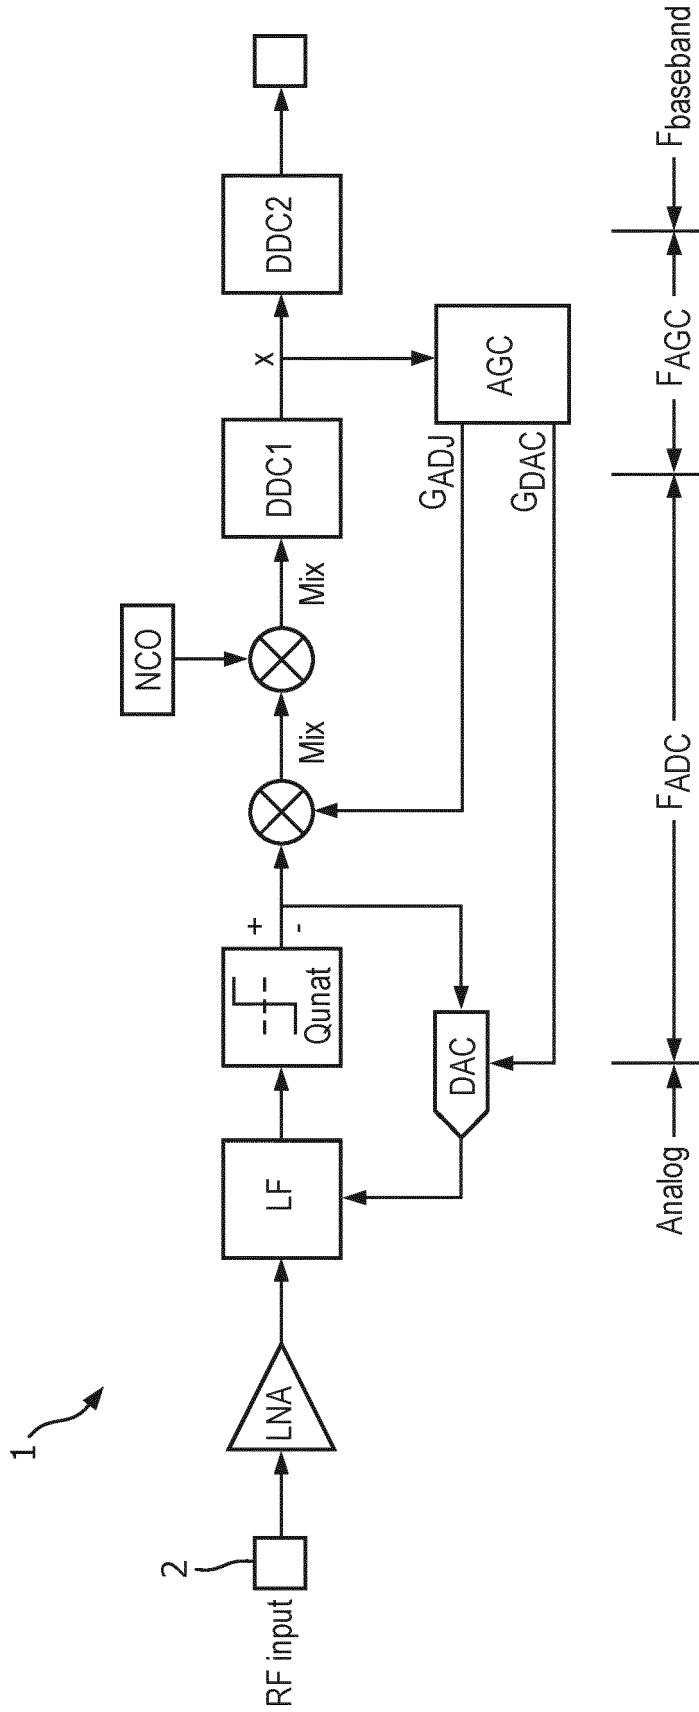 1
2
RF input
LNA
LF
Qunat
+
-
DAC
Mix
NCO
Mix
DDC1
x
DDC2
GADJ
GDAC
AGC
Analog
FADC
FAGC
Fbaseband